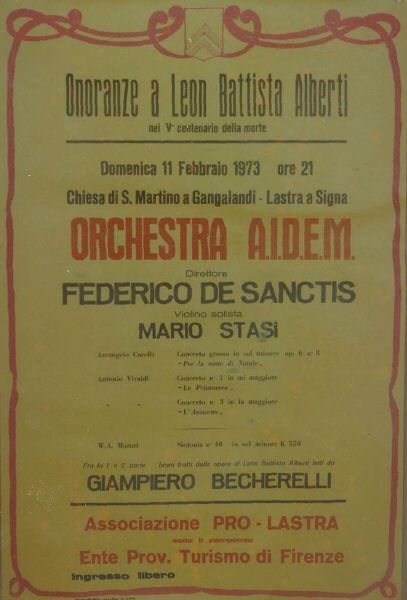 Onoranze a Leon Battista Alberti
nel V° centenario della morte
Domenica 11 Febbraio 1973 ore 21
Chiesa di S. Martino a Gangalandi - Lastra a Signa
ORCHESTRA A.I.D.E.M.
Direttore
FEDERICO DE SANCTIS
Violino solista
MARIO STASI
Arcangelo Corelli Concerto grosso in sol minore op. 6 n° 8
"Per la notte di Natale„
Antonio Vivaldi Concerto n° 1 in mi maggiore
"La Primavera„
„ „ Concerto n° 3 in fa maggiore
"L'Autunno„
W.A. Mozart Sinfonia n° 40 in sol minore K 550
Fra la 1ª e 2ª parte brani tratti dalle opere di Leon Battista Alberti letti da
GIAMPIERO BECHERELLI
Associazione PRO - LASTRA
sotto il patrocinio
Ente Prov. Turismo di Firenze
Ingresso libero